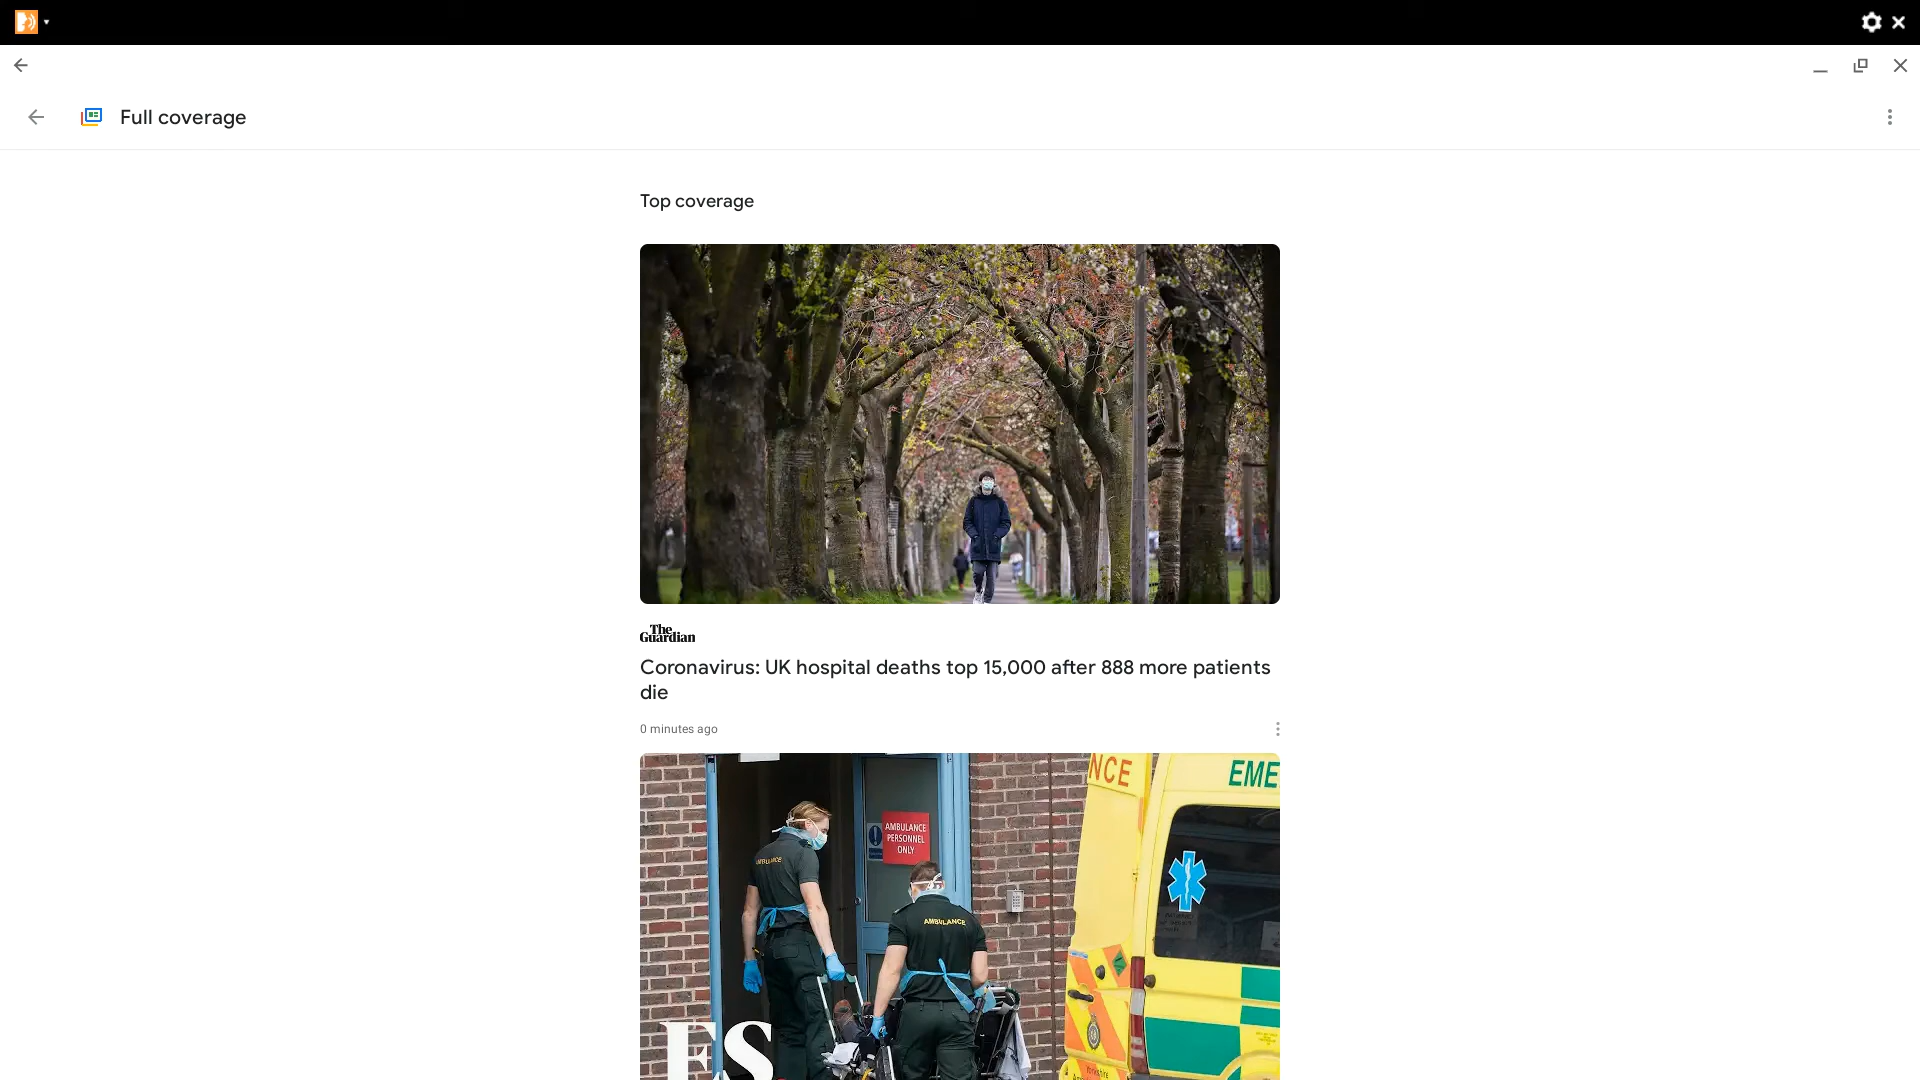 Full coverage
Top coverage
The
Guardian
Coronavirus: UK hospital deaths top 15,000 after 888 more patients
die
0 minutes ago
NCE
EME
AMBULANCE
PERSONNEL
ONLY
AMBULANCE
AMBULANCE
ES